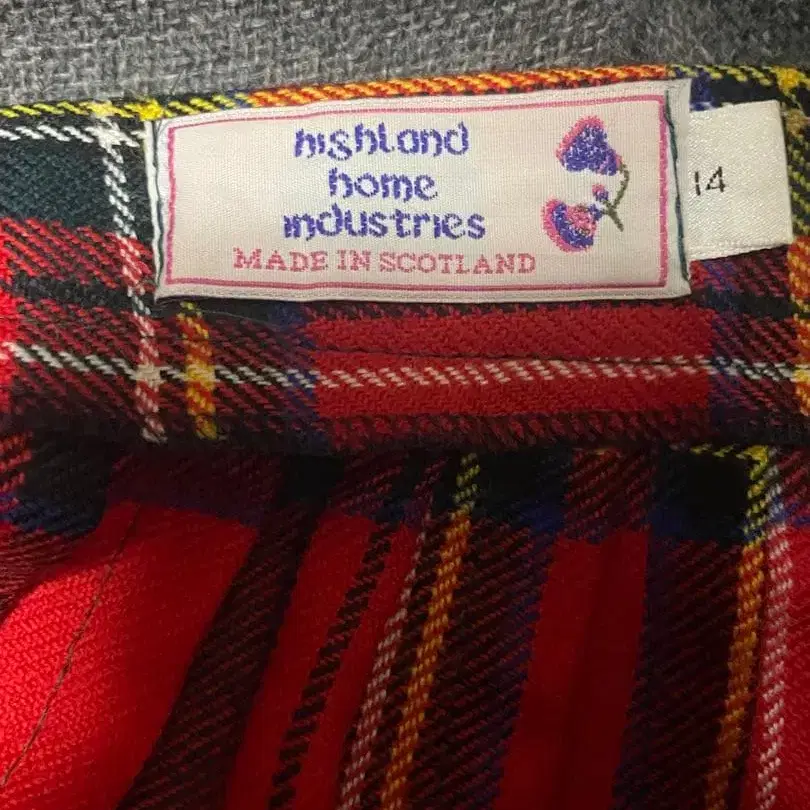 highland
home
industries
MADE IN SCOTLAND
14